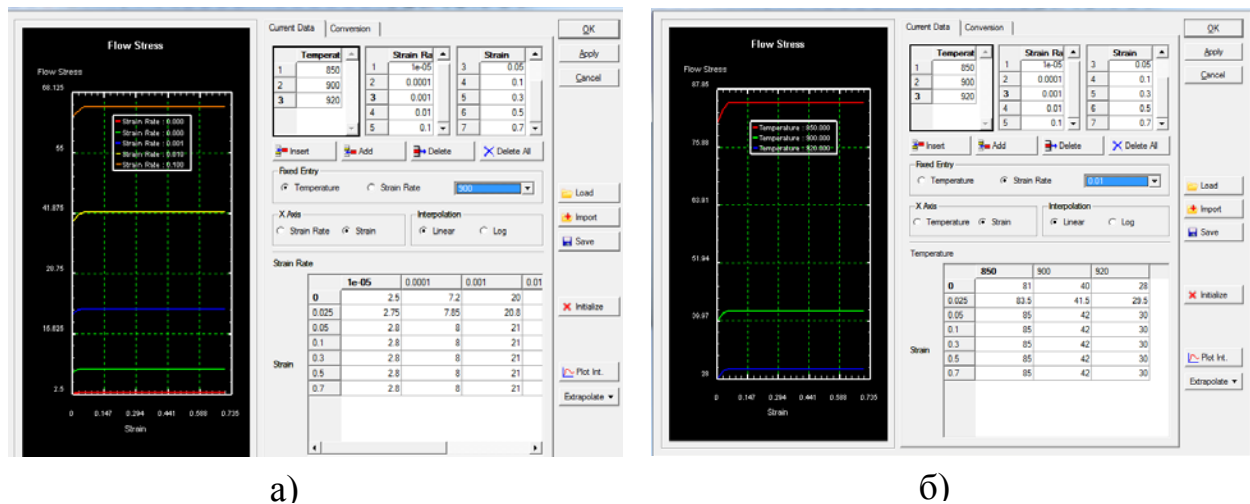 Flow Stress
Flow Stress
68.125
55
41.875
28.75
15.625
2.5
0 0.147 0.294 0.441 0.588 0.735
Strain
Strain Rate : 0.000
Strain Rate : 0.000
Strain Rate : 0.001
Strain Rate : 0.010
Strain Rate : 0.100
Current Data Conversion
Temperat Strain Ra Strain
1 850 1 1e-05 3 0.05
2 900 2 0.0001 4 0.1
3 920 3 0.001 5 0.3
4 0.01 6 0.5
5 0.1 7 0.7
Insert Add Delete Delete All
Fixed Entry
Temperature Strain Rate 900
X Axis Interpolation
Strain Rate Strain Linear Log
Strain Rate
1e-05 0.0001 0.001 0.01
0 2.5 7.2 20
0.025 2.75 7.85 20.8
0.05 2.8 8 21
0.1 2.8 8 21
0.3 2.8 8 21
0.5 2.8 8 21
0.7 2.8 8 21
Strain
OK
Apply
Cancel
Load
Import
Save
Initialize
Plot Int.
Extrapolate
а)
Flow Stress
Flow Stress
87.85
75.88
63.91
51.94
39.97
28
0 0.147 0.294 0.441 0.588 0.735
Strain
Temperature : 850.000
Temperature : 900.000
Temperature : 920.000
Current Data Conversion
Temperat Strain Ra Strain
1 850 1 1e-05 3 0.05
2 900 2 0.0001 4 0.1
3 920 3 0.001 5 0.3
4 0.01 6 0.5
5 0.1 7 0.7
Insert Add Delete Delete All
Fixed Entry
Temperature Strain Rate 0.01
X Axis Interpolation
Temperature Strain Linear Log
Temperature
850 900 920
0 81 40 28
0.025 83.5 41.5 29.5
0.05 85 42 30
0.1 85 42 30
0.3 85 42 30
0.5 85 42 30
0.7 85 42 30
Strain
OK
Apply
Cancel
Load
Import
Save
Initialize
Plot Int.
Extrapolate
б)